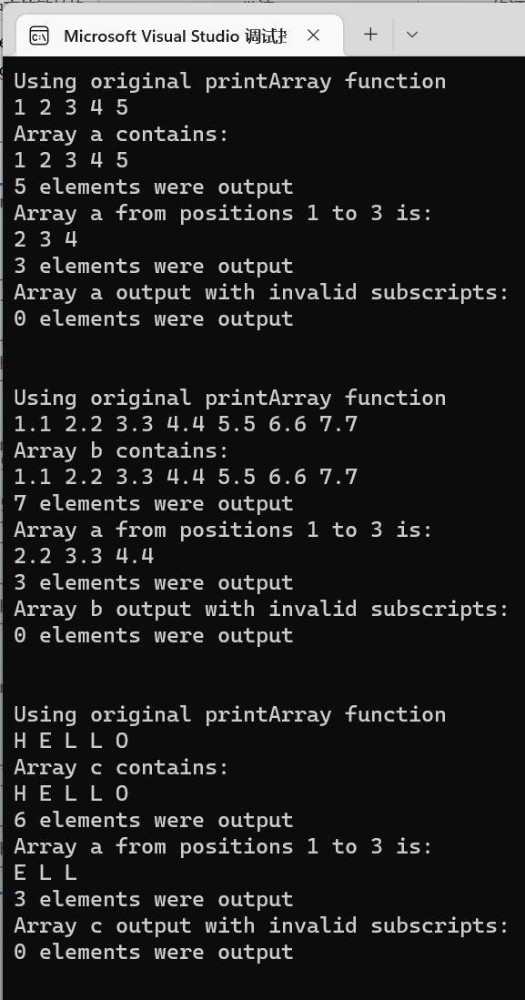 Microsoft Visual Studio 调试
Using original printArray function
1 2 3 4 5
Array a contains:
1 2 3 4 5
5 elements were output
Array a from positions 1 to 3 is:
2 3 4
3 elements were output
Array a output with invalid subscripts:
0 elements were output
Using original printArray function
1.1 2.2 3.3 4.4 5.5 6.6 7.7
Array b contains:
1.1 2.2 3.3 4.4 5.5 6.6 7.7
7 elements were output
Array a from positions 1 to 3 is:
2.2 3.3 4.4
3 elements were output
Array b output with invalid subscripts:
0 elements were output
Using original printArray function
H E L L O
Array c contains:
H E L L O
6 elements were output
Array a from positions 1 to 3 is:
E L L
3 elements were output
Array c output with invalid subscripts:
0 elements were output